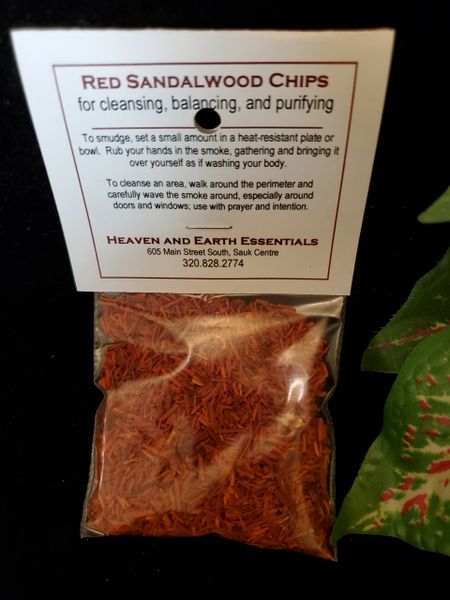 RED SANDALWOOD CHIPS
for cleansing, balancing, and purifying
To smudge, set a small amount in a heat-resistant plate or
bowl. Rub your hands in the smoke, gathering and bringing it
over yourself as if washing your body.
To cleanse an area, walk around the perimeter and
carefully wave the smoke around, especially around
doors and windows; use with prayer and intention.
HEAVEN AND EARTH ESSENTIALS
605 Main Street South, Sauk Centre
320.828.2774